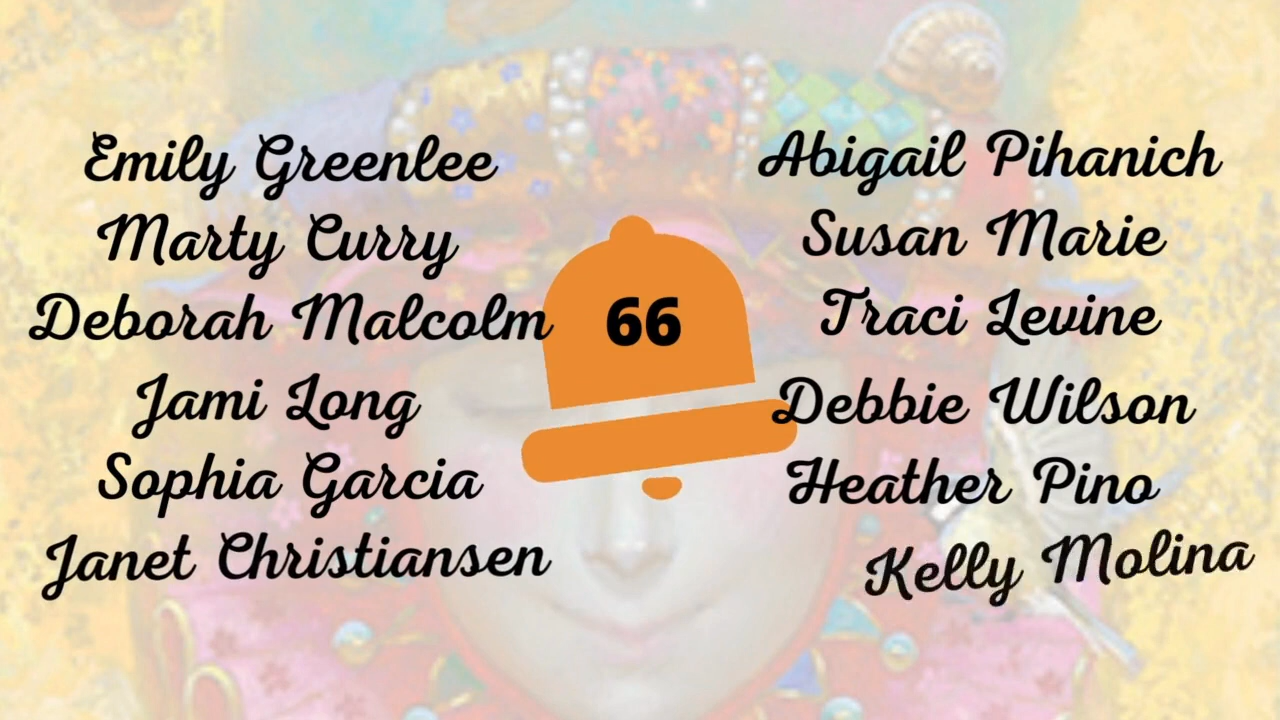 Emily Greenlee
Marty Curry
Deborah Malcolm
Jami Long
Sophia Garcia
Janet Christiansen
66
Abigail Pihanich
Susan Marie
Traci Levine
Debbie Wilson
Heather Pino
Kelly Molina